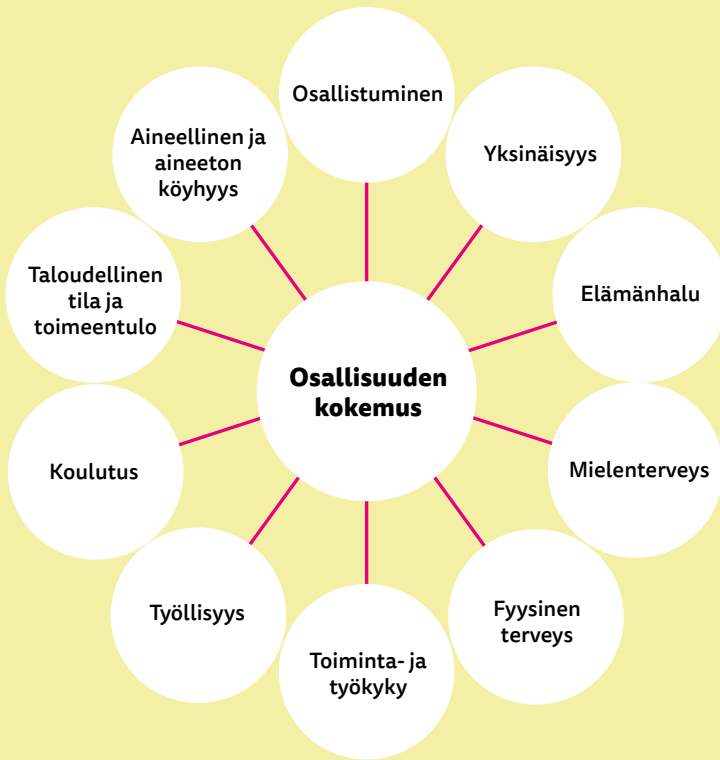 Osallistuminen
Yksinäisyys
Elämänhalu
Mielenterveys
Fyysinen
terveys
Toiminta- ja
työkyky
Työllisyys
Koulutus
Taloudellinen
tila ja
toimeentulo
Aineellinen ja
aineeton
köyhyys
Osallisuuden
kokemus